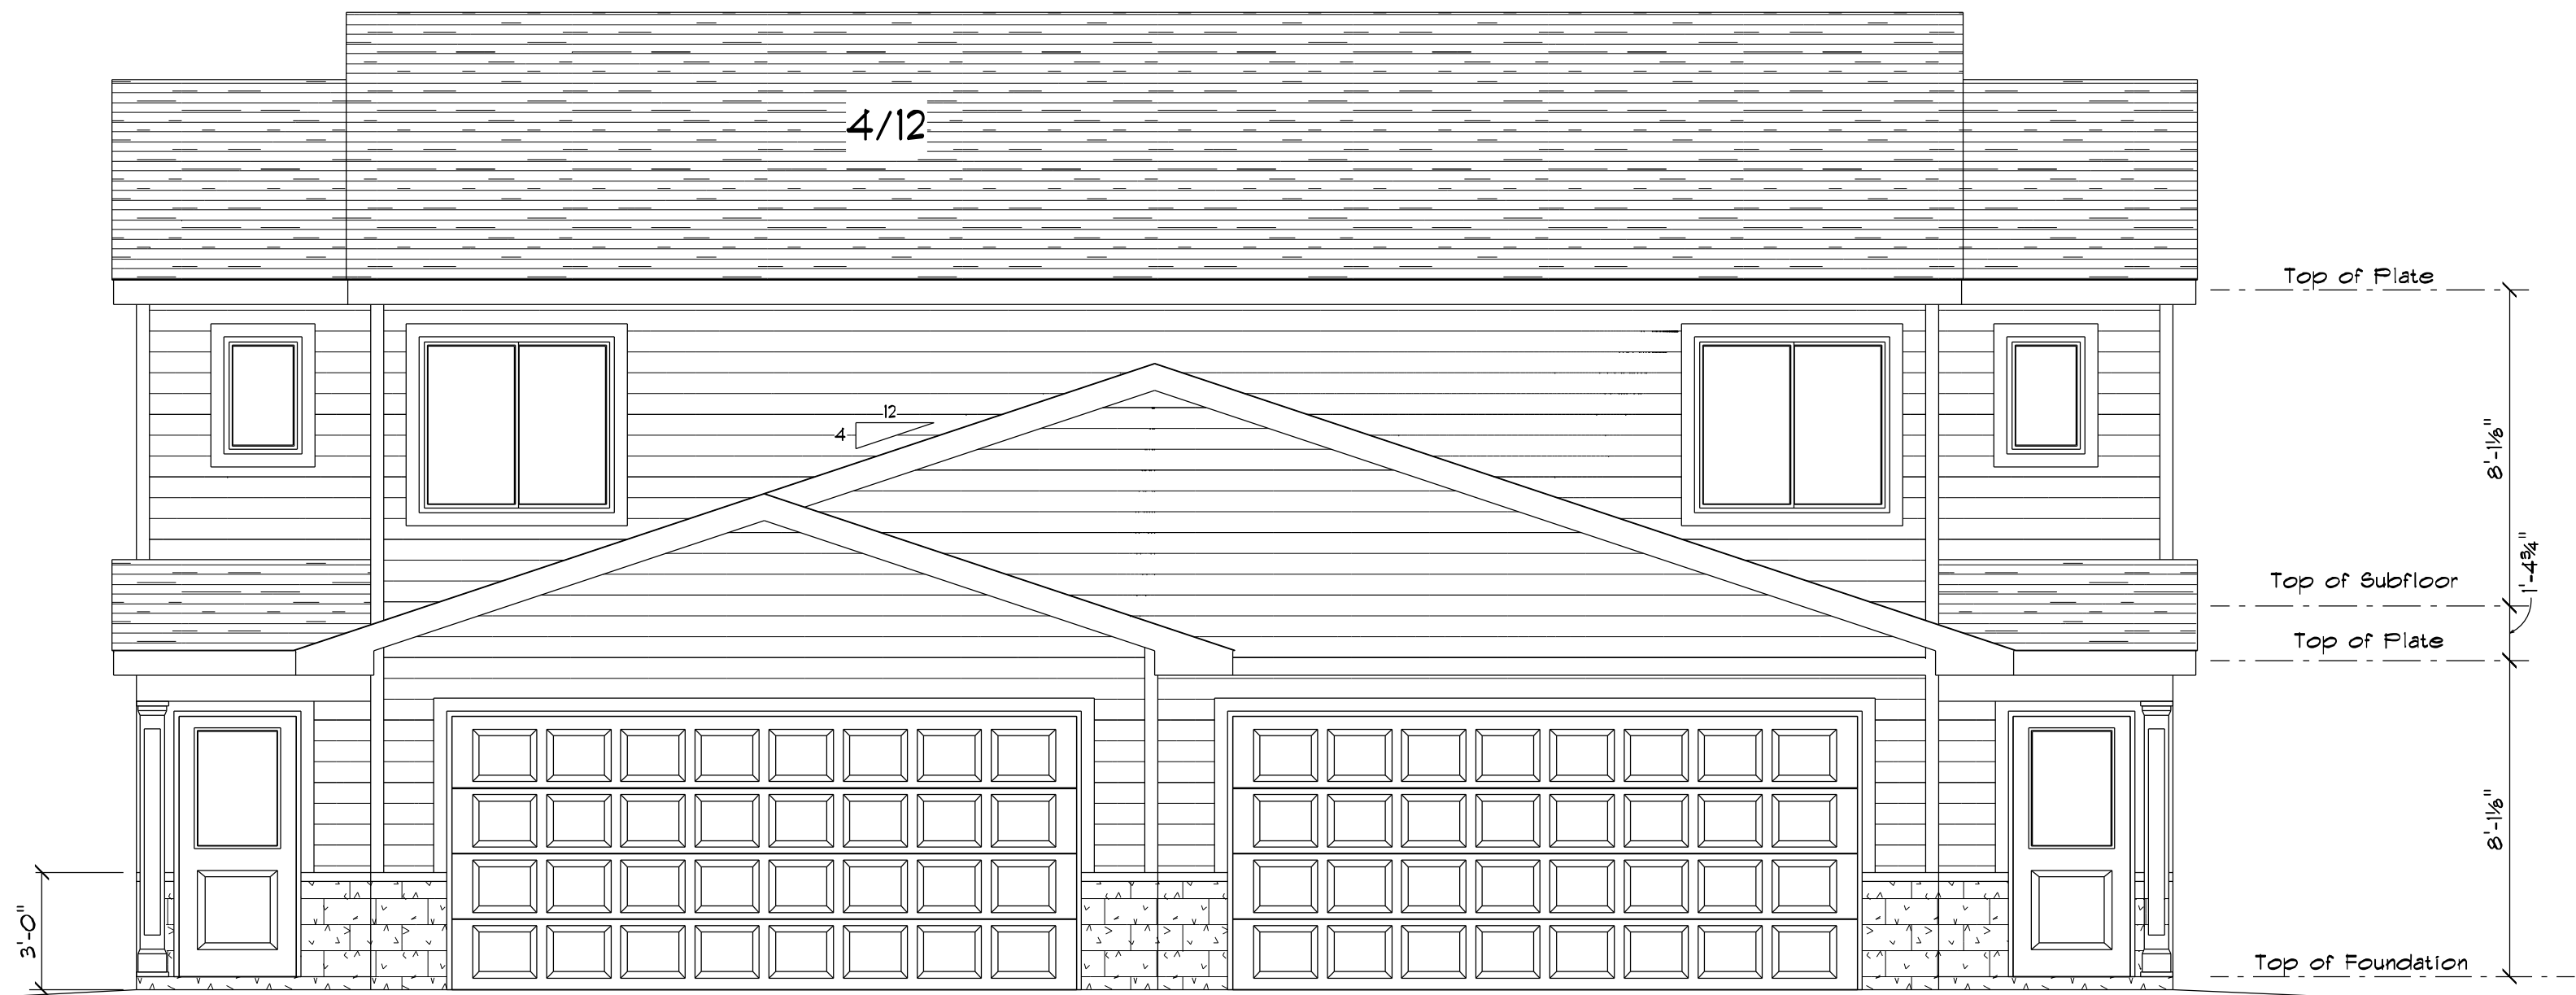 4/12
Top of Plate
12
4
8'-1⅛"
1'-4¾"
Top of Subfloor
Top of Plate
8'-1⅛"
3'-0"
Top of Foundation